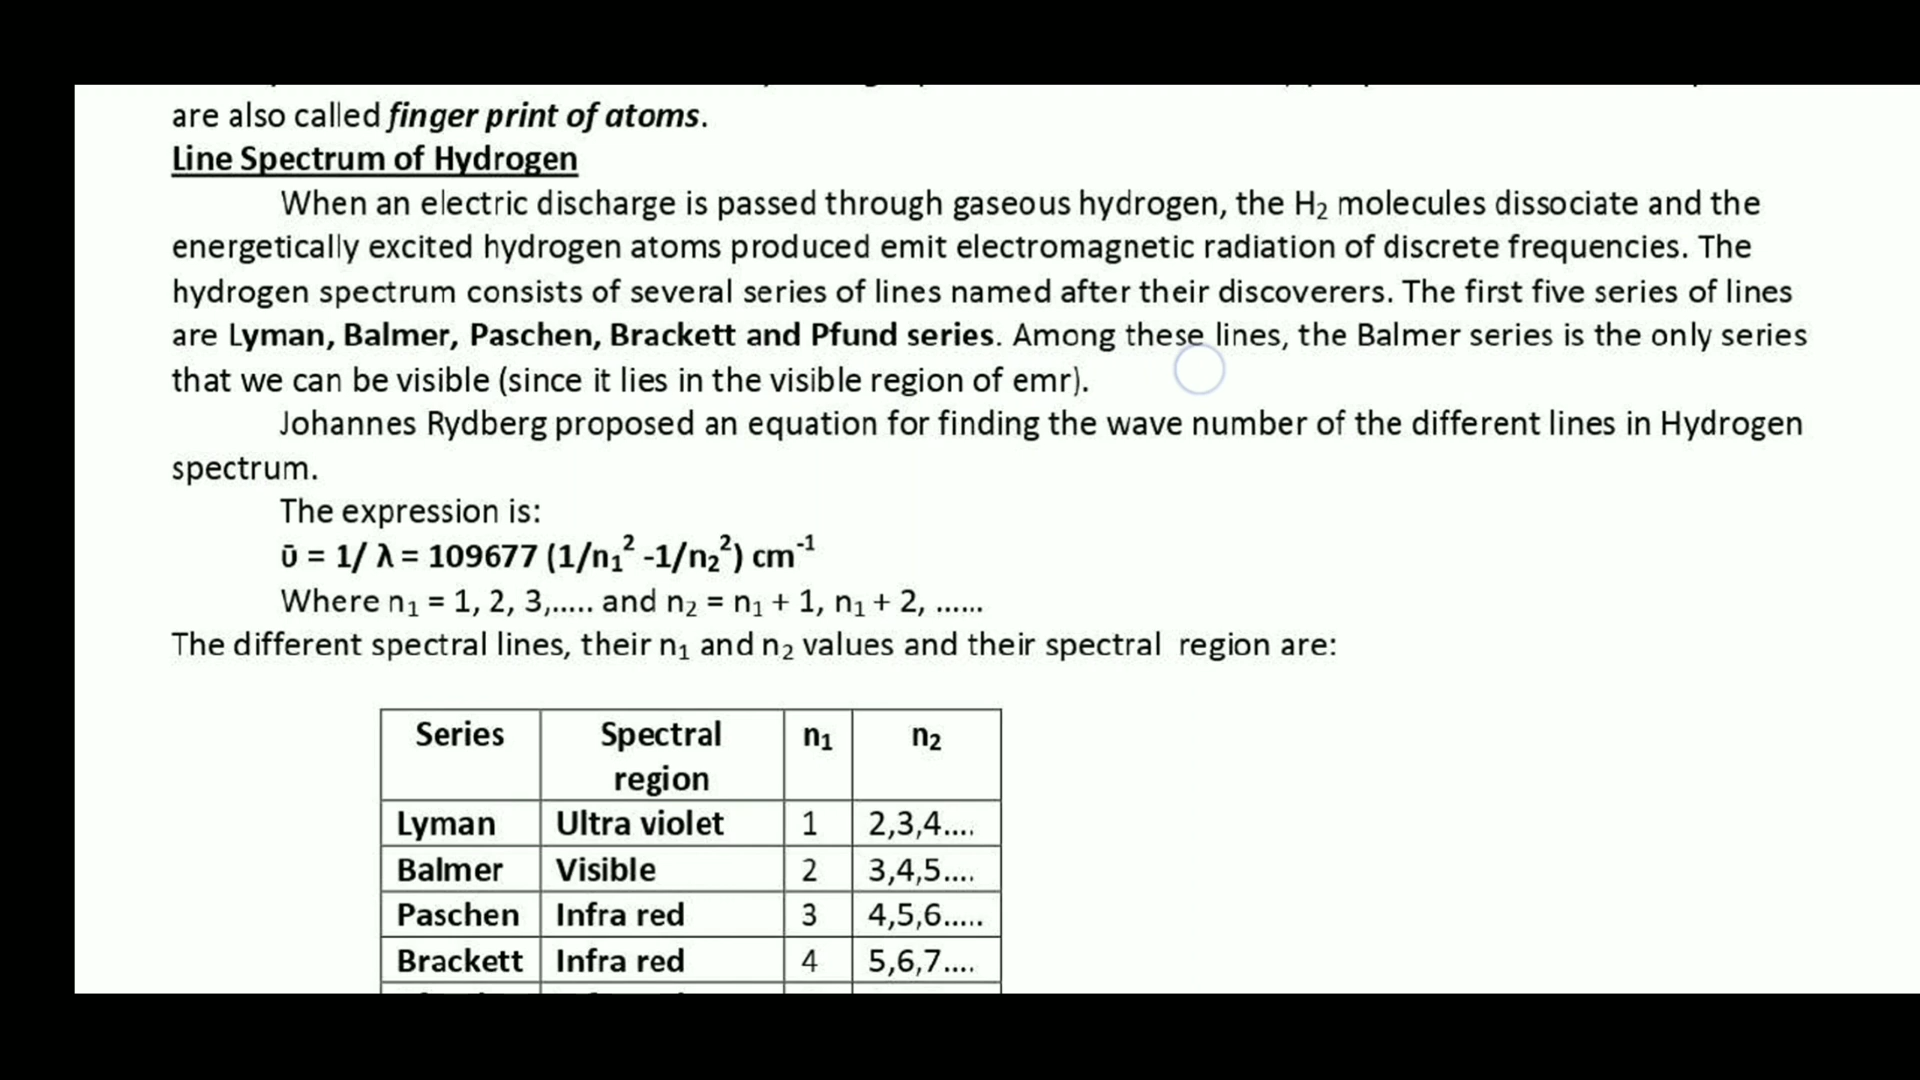 are also called finger print of atoms.
Line Spectrum of Hydrogen
When an electric discharge is passed through gaseous hydrogen, the H₂ molecules dissociate and the
energetically excited hydrogen atoms produced emit electromagnetic radiation of discrete frequencies. The
hydrogen spectrum consists of several series of lines named after their discoverers. The first five series of lines
are Lyman, Balmer, Paschen, Brackett and Pfund series. Among these lines, the Balmer series is the only series
that we can be visible (since it lies in the visible region of emr).
Johannes Rydberg proposed an equation for finding the wave number of the different lines in Hydrogen
spectrum.
The expression is:
ῡ = 1/ λ = 109677 (1/n₁² -1/n₂²) cm⁻¹
Where n₁ = 1, 2, 3,..... and n₂ = n₁ + 1, n₁ + 2, ......
The different spectral lines, their n₁ and n₂ values and their spectral region are:
Series Spectral region n₁ n₂
Lyman Ultra violet 1 2,3,4....
Balmer Visible 2 3,4,5....
Paschen Infra red 3 4,5,6.....
Brackett Infra red 4 5,6,7....